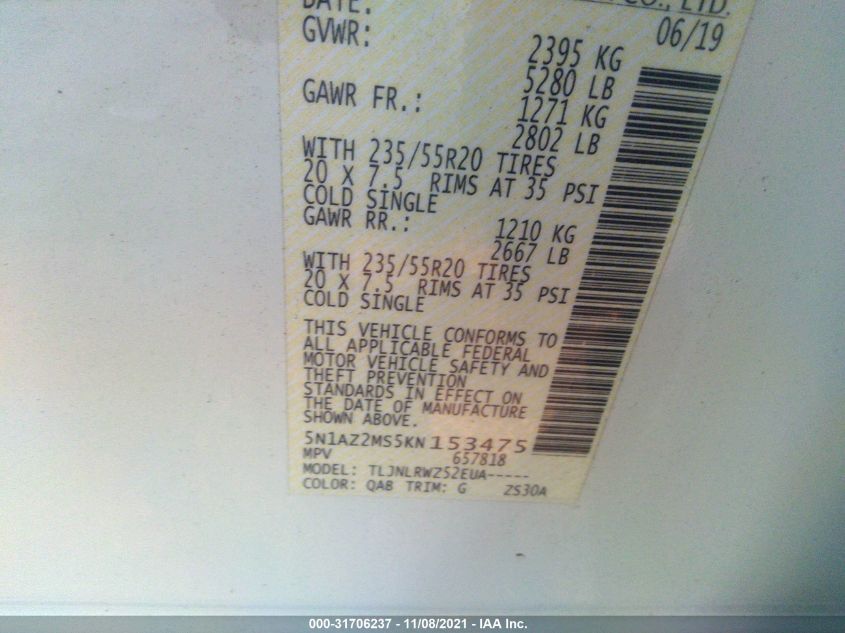 DATE:
CO., LTD.
06/19
GVWR:
2395 KG
5280 LB
GAWR FR.:
1271 KG
2802 LB
WITH 235/55R20 TIRES
20 X 7.5 RIMS AT 35 PSI
COLD SINGLE
GAWR RR.:
1210 KG
2667 LB
WITH 235/55R20 TIRES
20 X 7.5 RIMS AT 35 PSI
COLD SINGLE
THIS VEHICLE CONFORMS TO
ALL APPLICABLE FEDERAL
MOTOR VEHICLE SAFETY AND
THEFT PREVENTION
STANDARDS IN EFFECT ON
THE DATE OF MANUFACTURE
SHOWN ABOVE.
5N1AZ2MS5KN153475
MPV 657818
MODEL: TLJNLRWZ52EUA-----
COLOR: QAB TRIM: G ZS30A
000-31706237 - 11/08/2021 - IAA Inc.